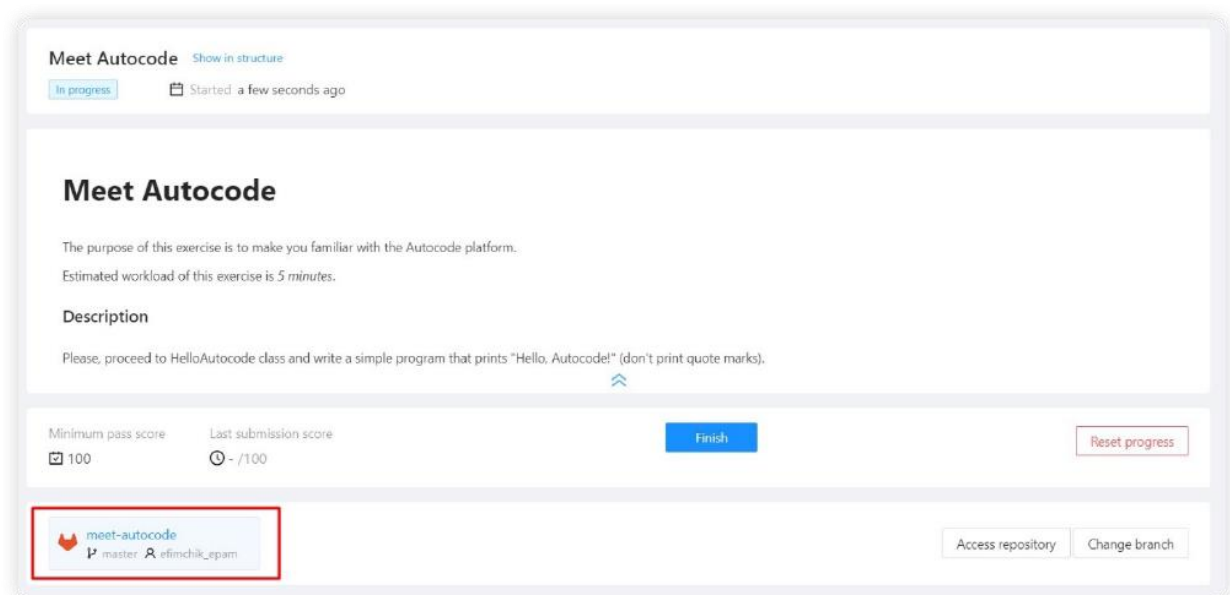 Meet Autocode Show in structure
In progress Started a few seconds ago
Meet Autocode
The purpose of this exercise is to make you familiar with the Autocode platform.
Estimated workload of this exercise is 5 minutes.
Description
Please, proceed to HelloAutocode class and write a simple program that prints "Hello, Autocode!" (don't print quote marks).
Minimum pass score Last submission score Finish Reset progress
100 - /100
meet-autocode
master efimchik_epam Access repository Change branch